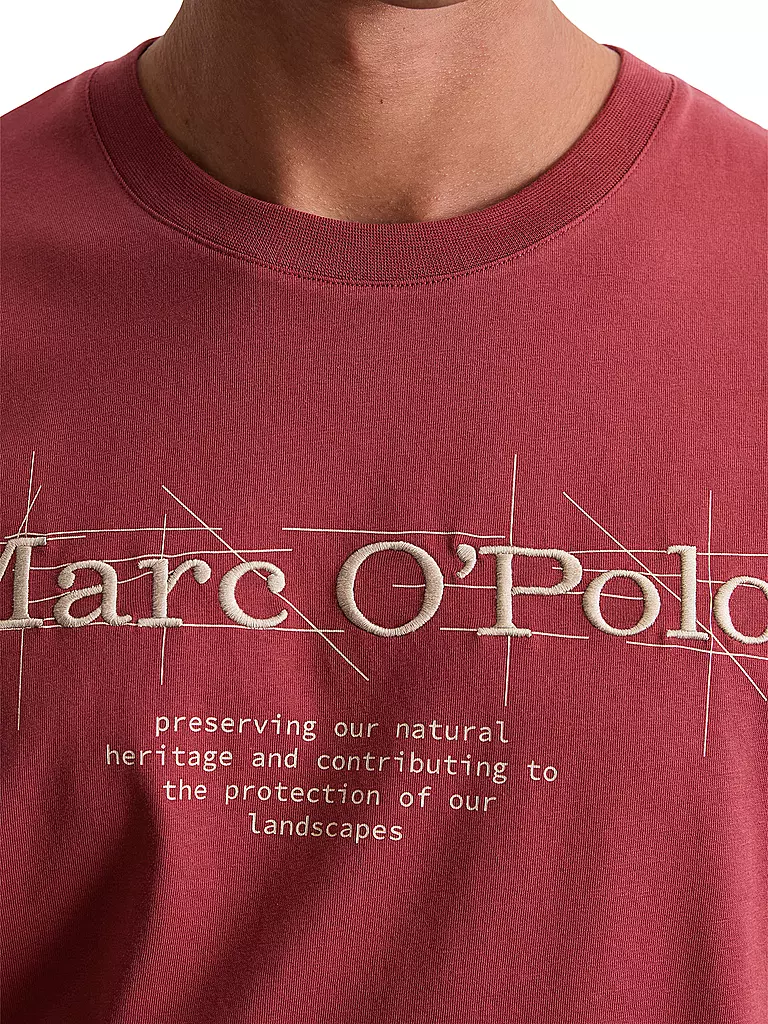 Marc O'Polo
preserving our natural
heritage and contributing to
the protection of our
landscapes